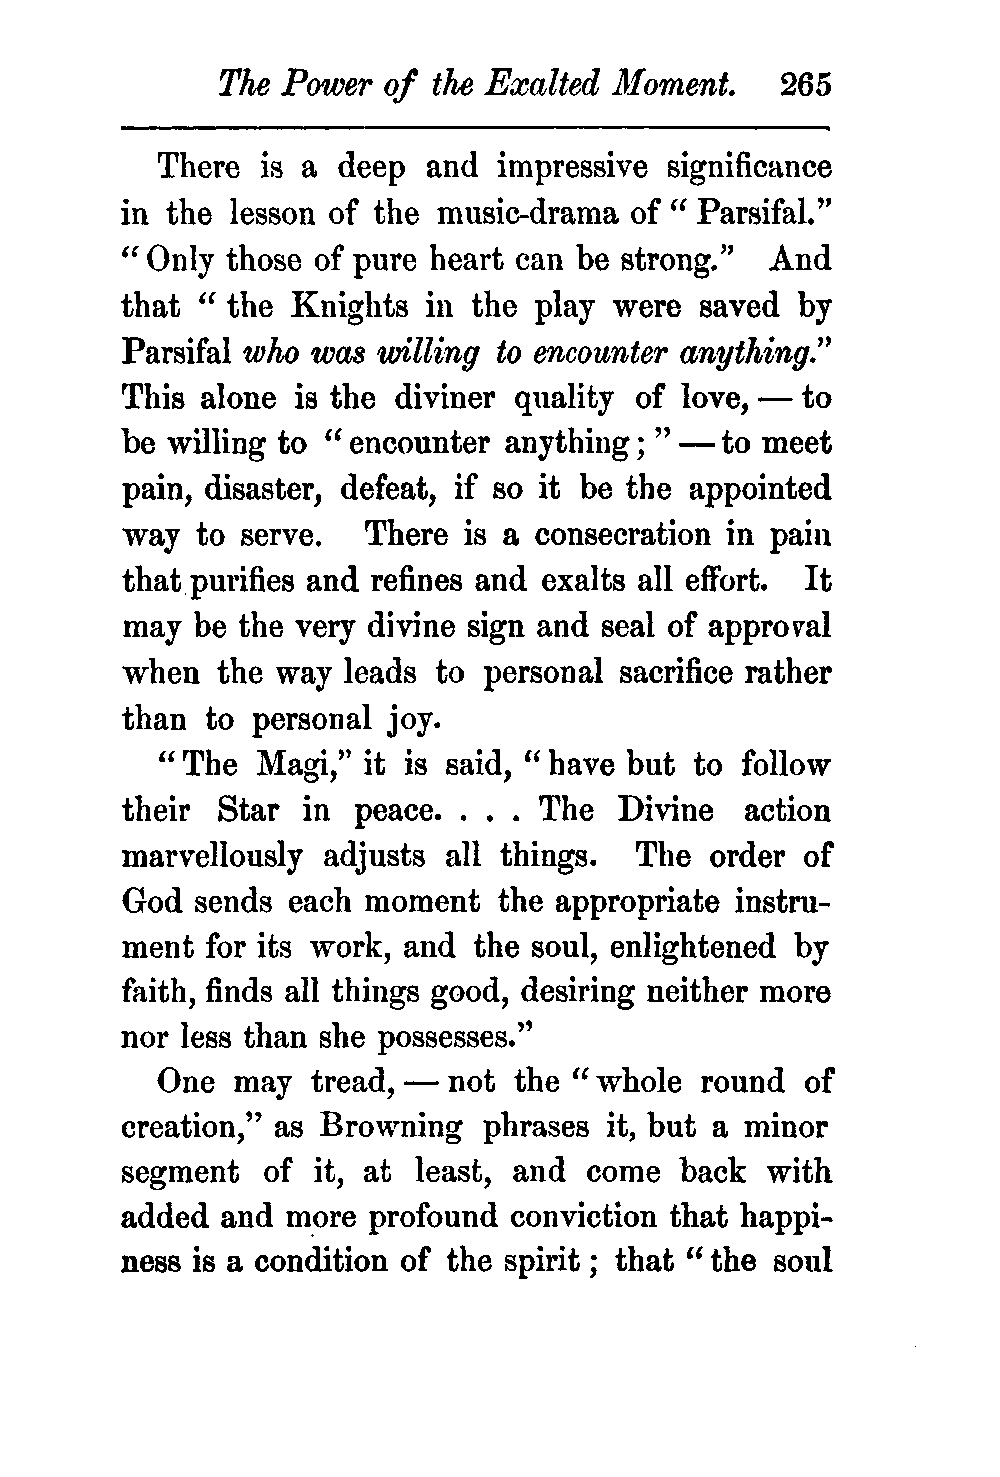 The Power of the Exalted Moment. 265
There is a deep and impressive significance
in the lesson of the music-drama of “ Parsifal.”
“ Only those of pure heart can be strong.” And
that “ the Knights in the play were saved by
Parsifal who was willing to encounter anything.”
This alone is the diviner quality of love, — to
be willing to “ encounter anything ; ” — to meet
pain, disaster, defeat, if so it be the appointed
way to serve. There is a consecration in pain
that purifies and refines and exalts all effort. It
may be the very divine sign and seal of approval
when the way leads to personal sacrifice rather
than to personal joy.
“ The Magi,” it is said, “ have but to follow
their Star in peace. . . . The Divine action
marvellously adjusts all things. The order of
God sends each moment the appropriate instru-
ment for its work, and the soul, enlightened by
faith, finds all things good, desiring neither more
nor less than she possesses.”
One may tread, — not the “ whole round of
creation,” as Browning phrases it, but a minor
segment of it, at least, and come back with
added and more profound conviction that happi-
ness is a condition of the spirit ; that “ the soul